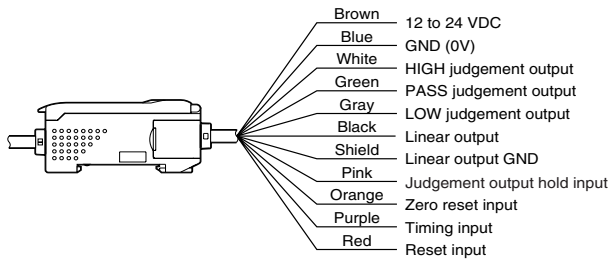 Brown 12 to 24 VDC
Blue GND (0V)
White HIGH judgement output
Green PASS judgement output
Gray LOW judgement output
Black Linear output
Shield Linear output GND
Pink Judgement output hold input
Orange Zero reset input
Purple Timing input
Red Reset input